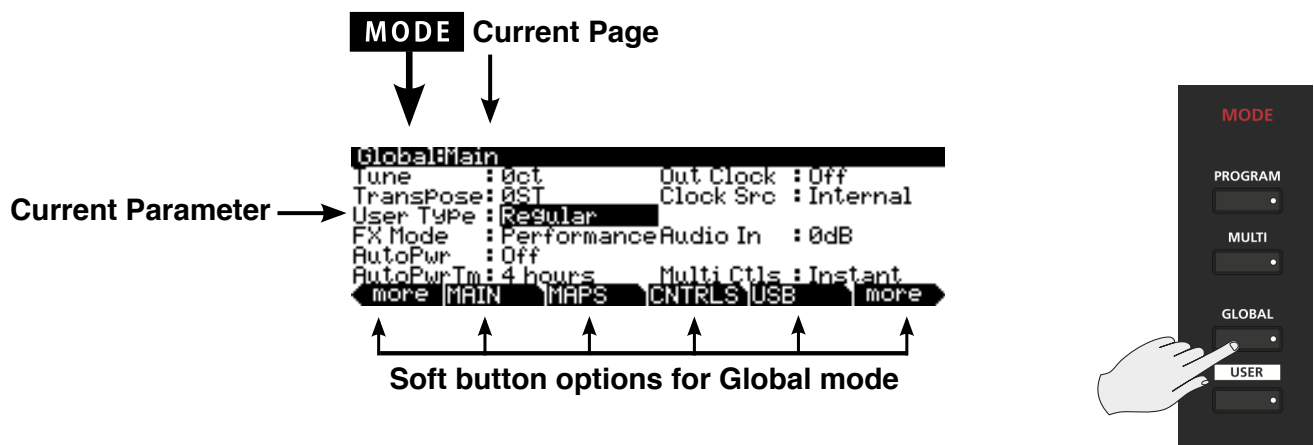 MODE Current Page
Global:Main
Tune : 0ct Out Clock : Off
Transpose: 0ST Clock Src : Internal
Current Parameter
User Type : Regular
FX Mode : Performance Audio In : 0dB
AutoPwr : Off
AutoPwrTm: 4 hours Multi Ctls : Instant
more MAIN MAPS CNTRLS USB more
Soft button options for Global mode
MODE
PROGRAM
MULTI
GLOBAL
USER